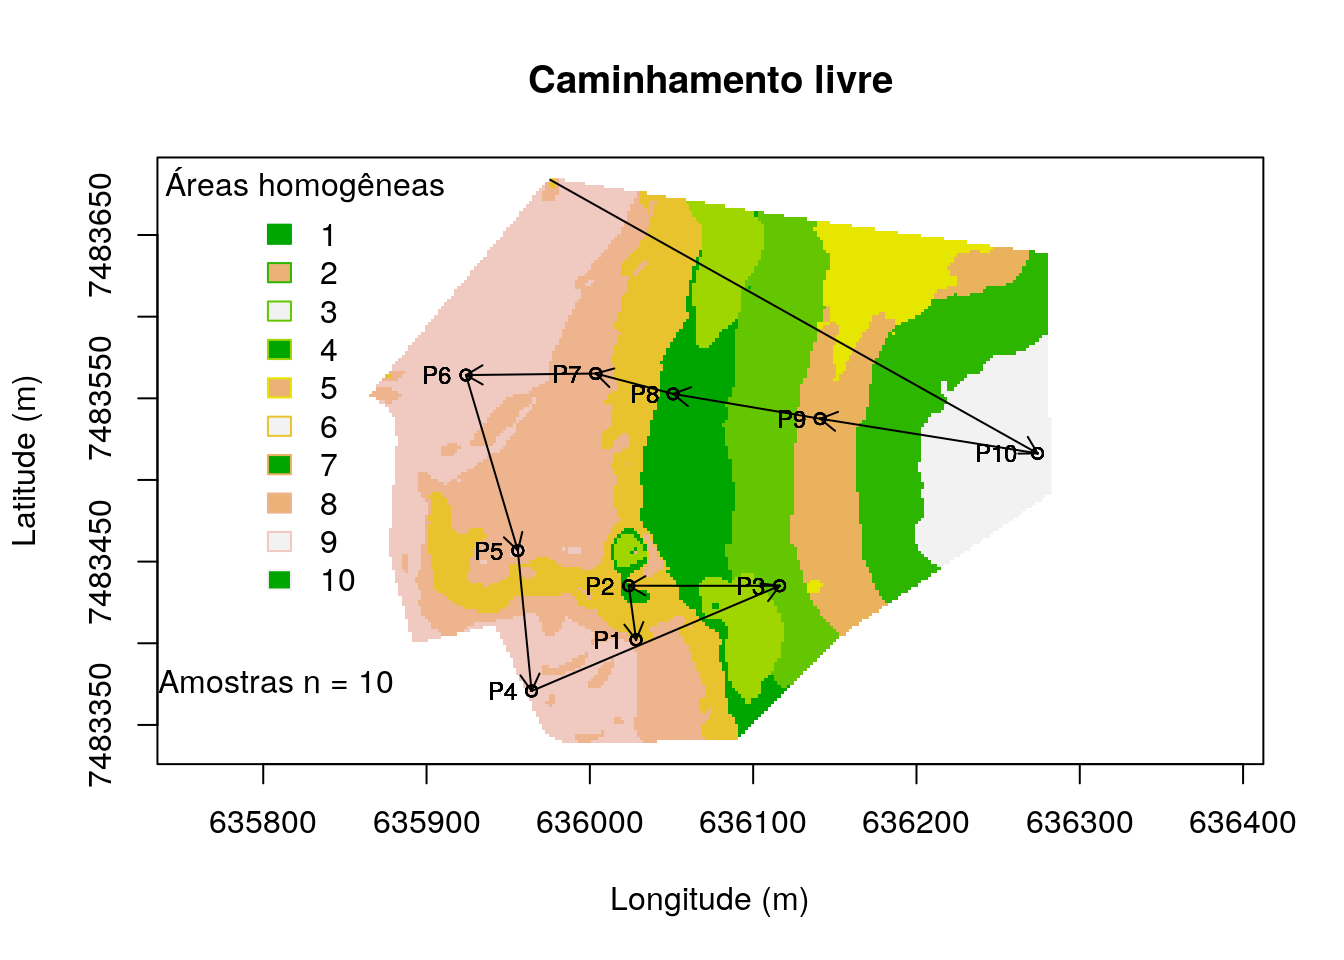 Caminhamento livre
Áreas homogêneas
1
2
3
4
5
6
7
8
9
10
Amostras n = 10
P6
P7
P8
P9
P10
P5
P2
P3
P1
P4
Latitude (m)
7483650
7483550
7483450
7483350
635800 635900 636000 636100 636200 636300 636400
Longitude (m)